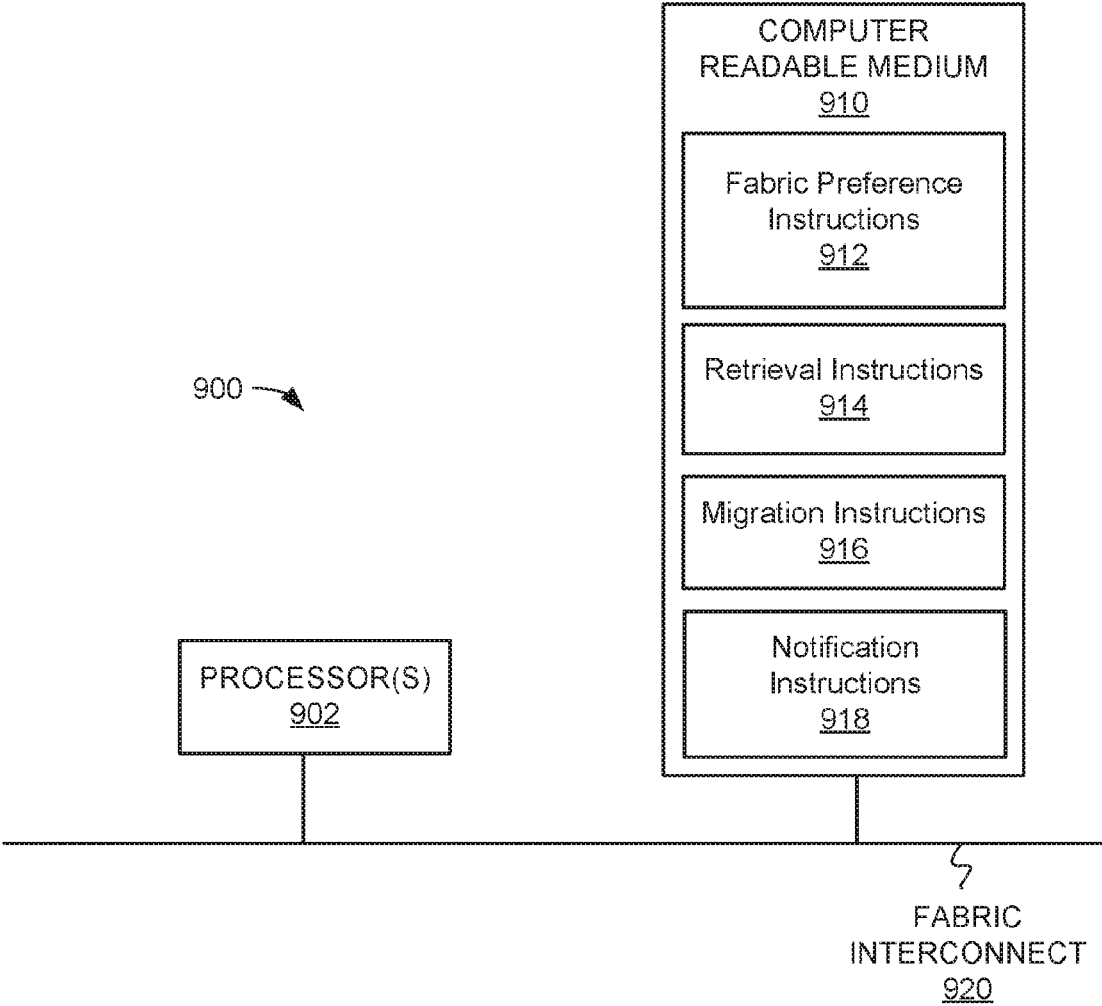 COMPUTER
READABLE MEDIUM
910
Fabric Preference
Instructions
912
Retrieval Instructions
914
900
Migration Instructions
916
Notification
Instructions
918
PROCESSOR(S)
902
FABRIC
INTERCONNECT
920